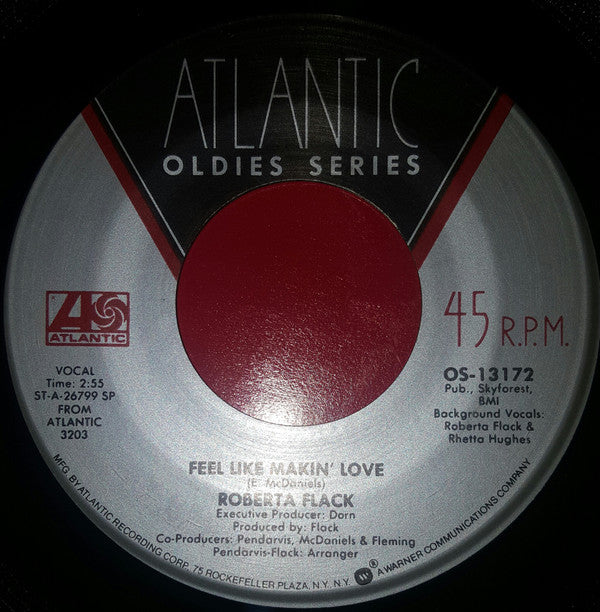 ATLANTIC
OLDIES SERIES
ATLANTIC
45 R.P.M.
VOCAL
Time: 2:55
ST-A-26799 SP
FROM
ATLANTIC
3203
OS-13172
Pub., Skyforest,
BMI
Background Vocals:
Roberta Flack &
Rhetta Hughes
FEEL LIKE MAKIN' LOVE
(E. McDaniels)
ROBERTA FLACK
Executive Producer: Dorn
Produced by: Flack
Co-Producers: Pendarvis, McDaniels & Fleming
Pendarvis-Flack: Arranger
MFG. BY ATLANTIC RECORDING CORP. 75 ROCKEFELLER PLAZA, N.Y. N.Y. ® A WARNER COMMUNICATIONS COMPANY